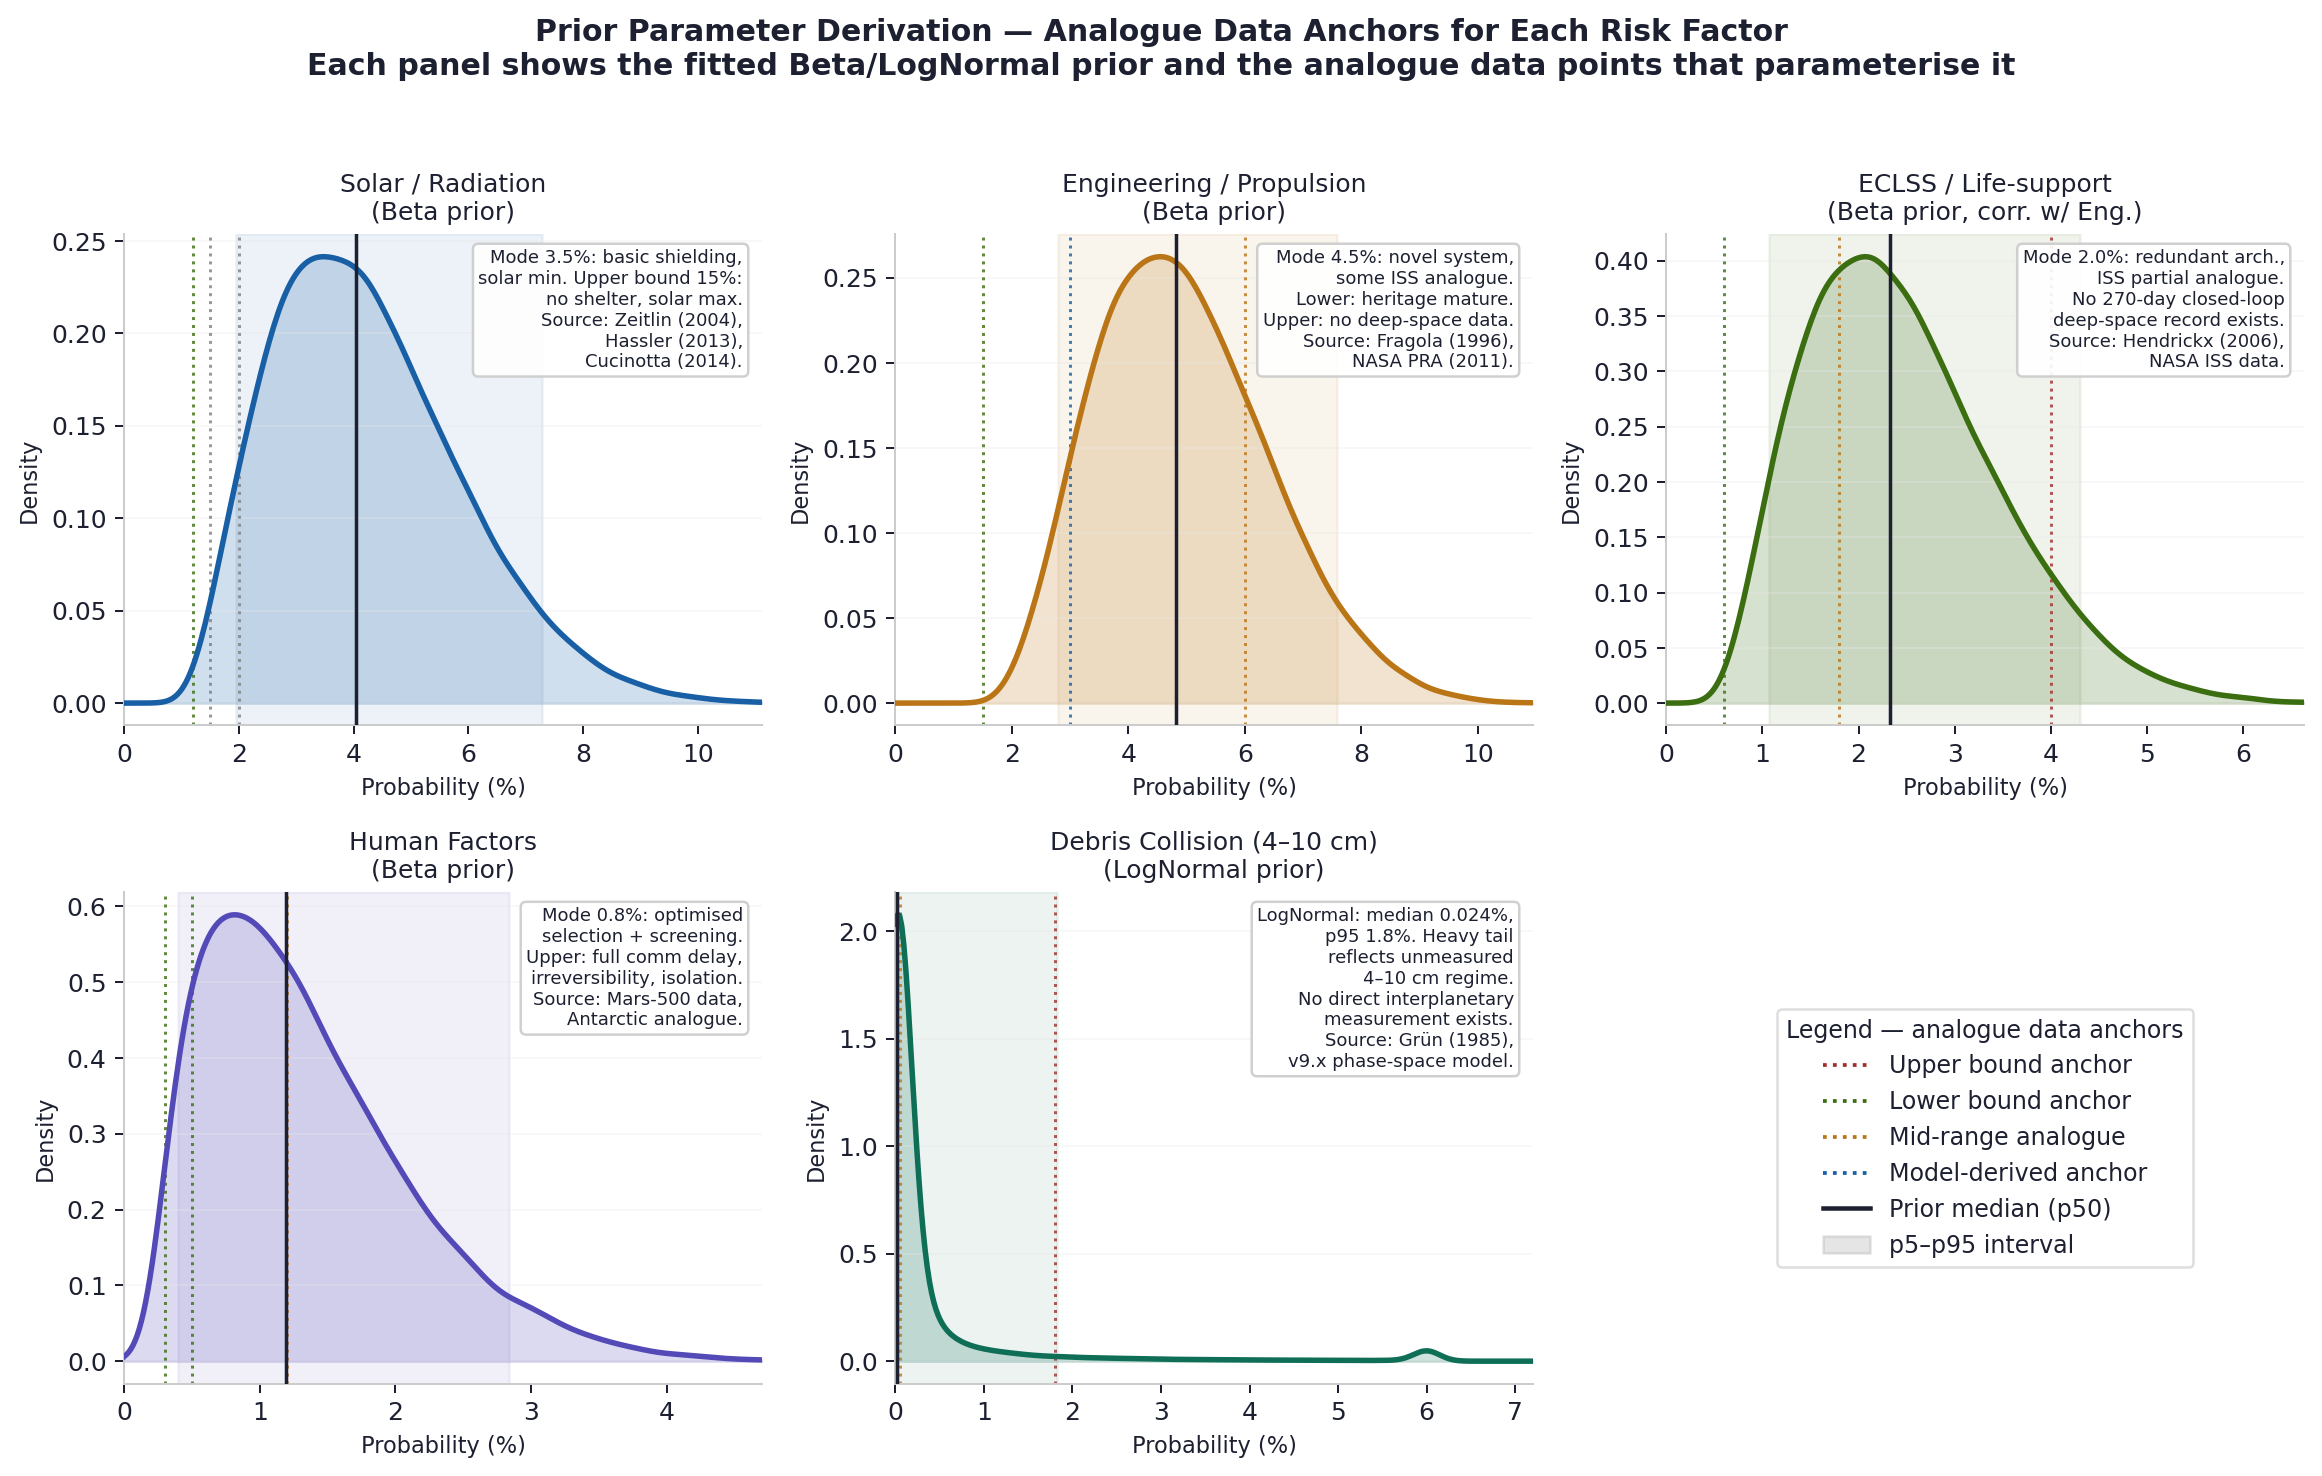 Prior Parameter Derivation — Analogue Data Anchors for Each Risk Factor
Each panel shows the fitted Beta/LogNormal prior and the analogue data points that parameterise it
Solar / Radiation
(Beta prior)
Mode 3.5%: basic shielding,
solar min. Upper bound 15%:
no shelter, solar max.
Source: Zeitlin (2004),
Hassler (2013),
Cucinotta (2014).
Density
0.25
0.20
0.15
0.10
0.05
0.00
0 2 4 6 8 10
Probability (%)
Engineering / Propulsion
(Beta prior)
Mode 4.5%: novel system,
some ISS analogue.
Lower: heritage mature.
Upper: no deep-space data.
Source: Fragola (1996),
NASA PRA (2011).
Density
0.25
0.20
0.15
0.10
0.05
0.00
0 2 4 6 8 10
Probability (%)
ECLSS / Life-support
(Beta prior, corr. w/ Eng.)
Mode 2.0%: redundant arch.,
ISS partial analogue.
No 270-day closed-loop
deep-space record exists.
Source: Hendrickx (2006),
NASA ISS data.
Density
0.40
0.35
0.30
0.25
0.20
0.15
0.10
0.05
0.00
0 1 2 3 4 5 6
Probability (%)
Human Factors
(Beta prior)
Mode 0.8%: optimised
selection + screening.
Upper: full comm delay,
irreversibility, isolation.
Source: Mars-500 data,
Antarctic analogue.
Density
0.6
0.5
0.4
0.3
0.2
0.1
0.0
0 1 2 3 4
Probability (%)
Debris Collision (4–10 cm)
(LogNormal prior)
LogNormal: median 0.024%,
p95 1.8%. Heavy tail
reflects unmeasured
4–10 cm regime.
No direct interplanetary
measurement exists.
Source: Grün (1985),
v9.x phase-space model.
Density
2.0
1.5
1.0
0.5
0.0
0 1 2 3 4 5 6 7
Probability (%)
Legend — analogue data anchors
Upper bound anchor
Lower bound anchor
Mid-range analogue
Model-derived anchor
Prior median (p50)
p5–p95 interval